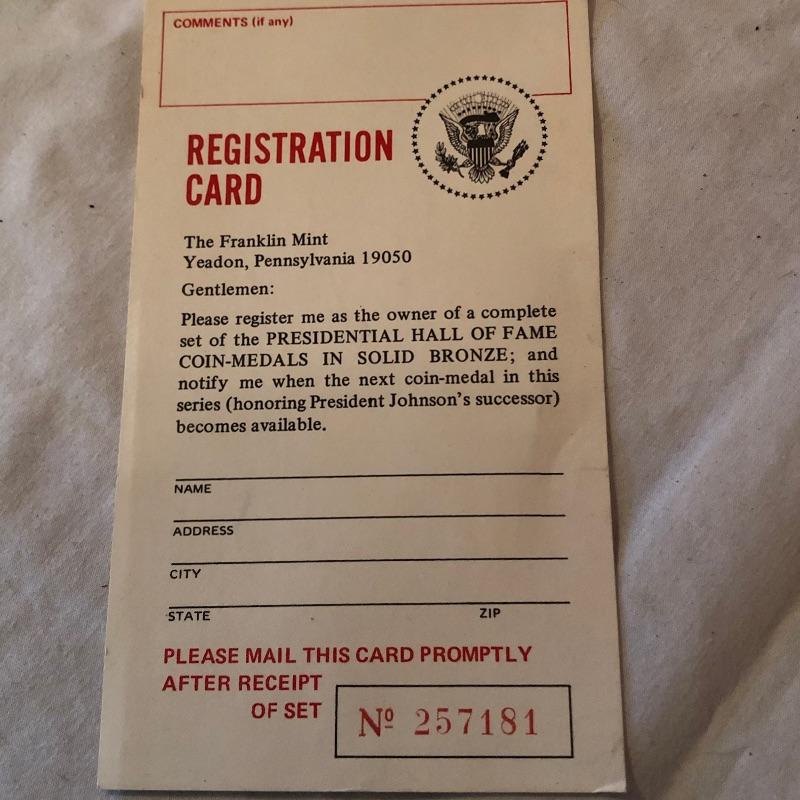 COMMENTS (if any)
REGISTRATION
CARD
The Franklin Mint
Yeadon, Pennsylvania 19050
Gentlemen:
Please register me as the owner of a complete
set of the PRESIDENTIAL HALL OF FAME
COIN-MEDALS IN SOLID BRONZE; and
notify me when the next coin-medal in this
series (honoring President Johnson's successor)
becomes available.
NAME
ADDRESS
CITY
STATE ZIP
PLEASE MAIL THIS CARD PROMPTLY
AFTER RECEIPT
OF SET
Nº 257181